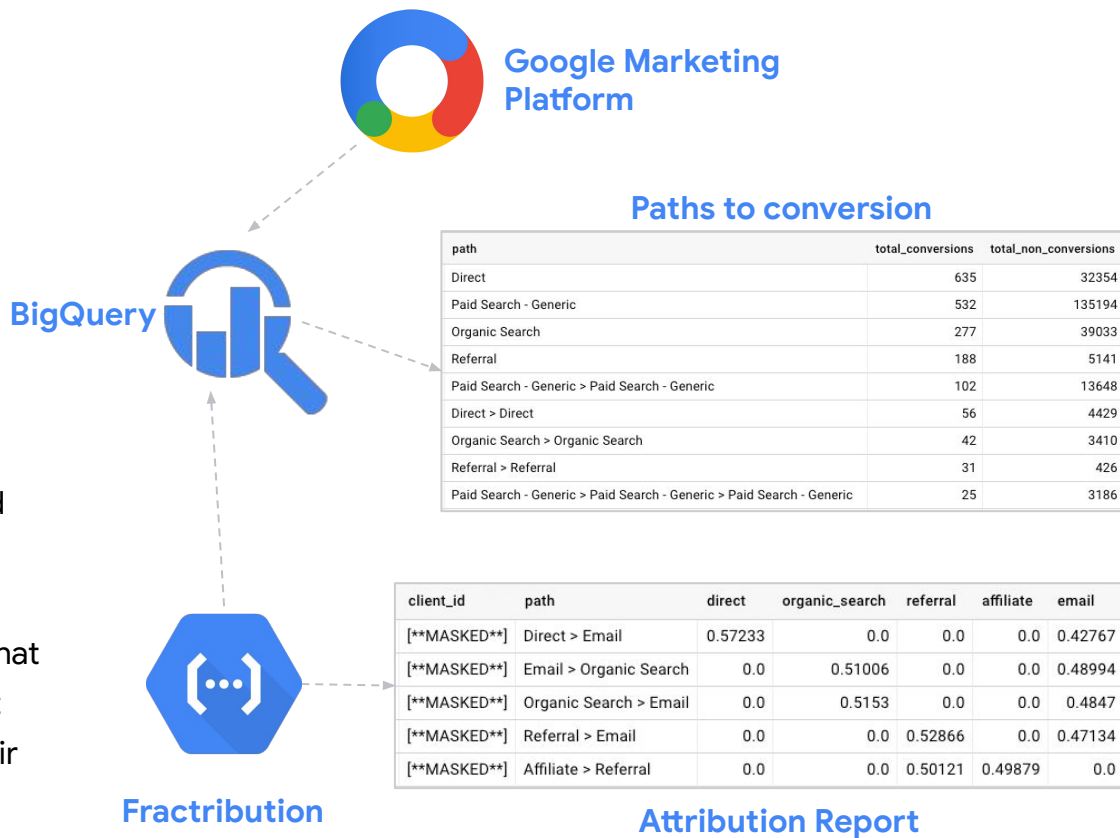 Google Marketing
Platform
Paths to conversion
path total_conversions total_non_conversions
Direct 635 32354
Paid Search - Generic 532 135194
Organic Search 277 39033
Referral 188 5141
Paid Search - Generic > Paid Search - Generic 102 13648
Direct > Direct 56 4429
Organic Search > Organic Search 42 3410
Referral > Referral 31 426
Paid Search - Generic > Paid Search - Generic > Paid Search - Generic 25 3186
BigQuery
client_id path direct organic_search referral affiliate email
[**MASKED**] Direct > Email 0.57233 0.0 0.0 0.0 0.42767
[**MASKED**] Email > Organic Search 0.0 0.51006 0.0 0.0 0.48994
[**MASKED**] Organic Search > Email 0.0 0.5153 0.0 0.0 0.4847
[**MASKED**] Referral > Email 0.0 0.0 0.52866 0.0 0.47134
[**MASKED**] Affiliate > Referral 0.0 0.0 0.50121 0.49879 0.0
Fractribution
Attribution Report